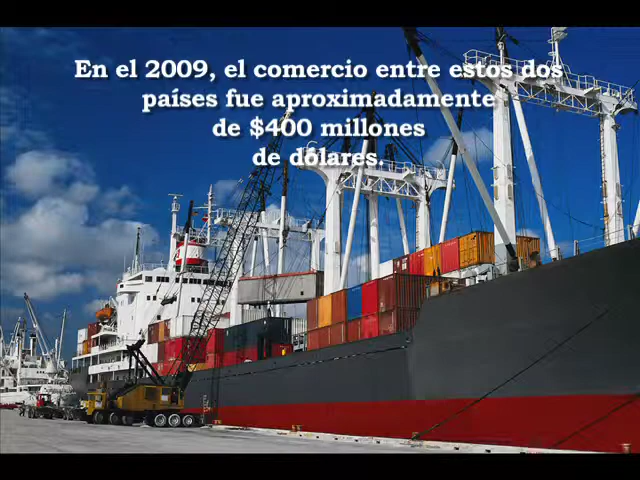 En el 2009, el comercio entre estos dos
países fue aproximadamente
de $400 millones
de dólares.